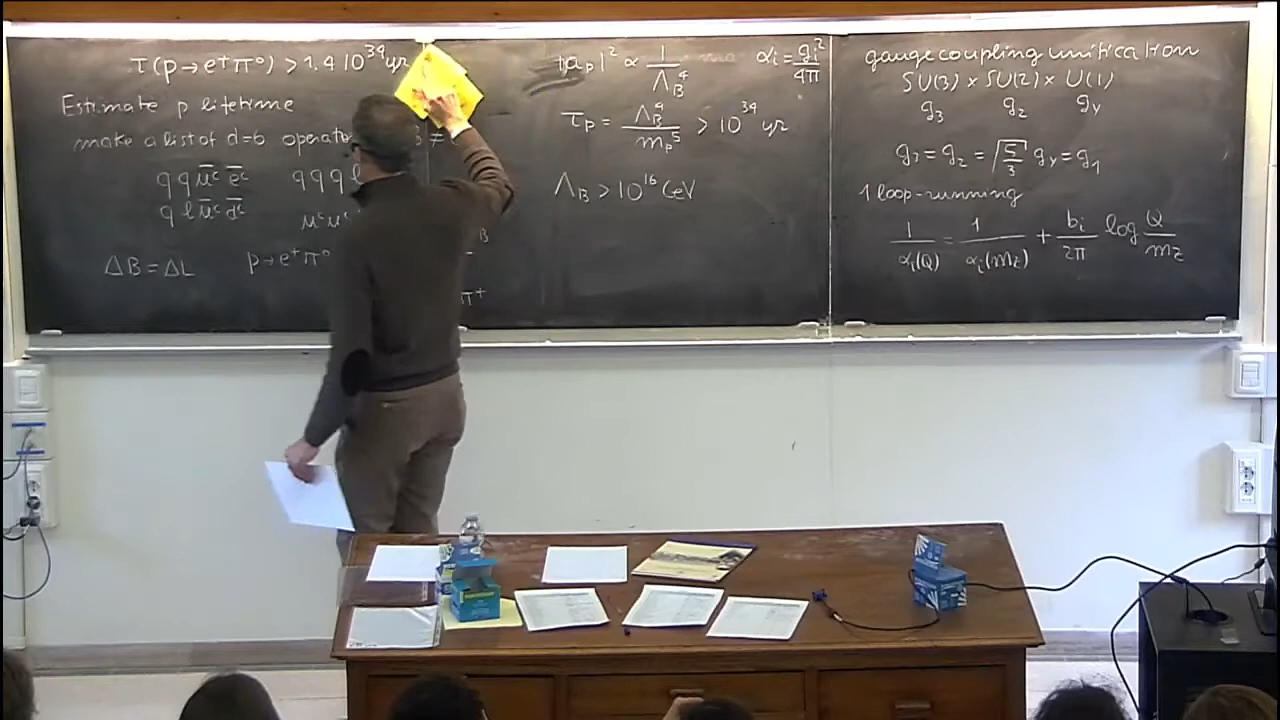 τ(p→e⁺π⁰) > 1.4 10³⁴ yr
Estimate p lifetime
make a list of d=6 operato
q q ū^c ē^c q q q l
q l ū^c d̄^c u^c u^c
ΔB = ΔL p→e⁺π⁰
π⁺
|a_p|² ∝ 1/Λ_B⁴ α_i = g_i²/4π
τ_p = Λ_B⁴/m_p⁵ > 10³⁴ yr
Λ_B > 10¹⁶ GeV
gauge coupling unification
SU(3) × SU(2) × U(1)
g₃ g₂ g_y
g₃ = g₂ = √(5/3) g_y = g₁
1 loop-running
1/α_i(Q) = 1/α_i(m_Z) + b_i/2π log Q/m_Z